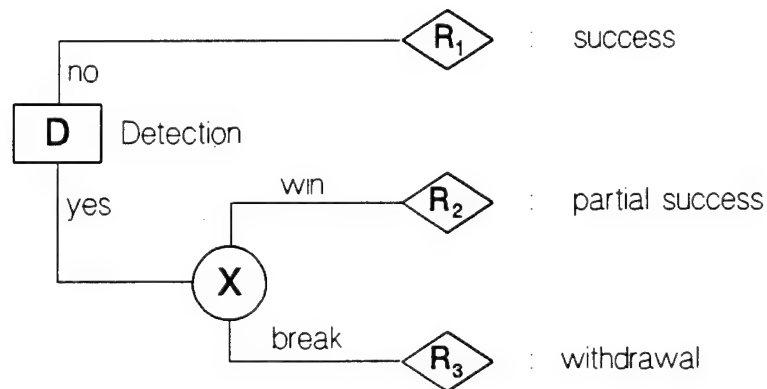 R1 : success
no
D Detection
yes
win
R2 : partial success
X
break
R3 : withdrawal